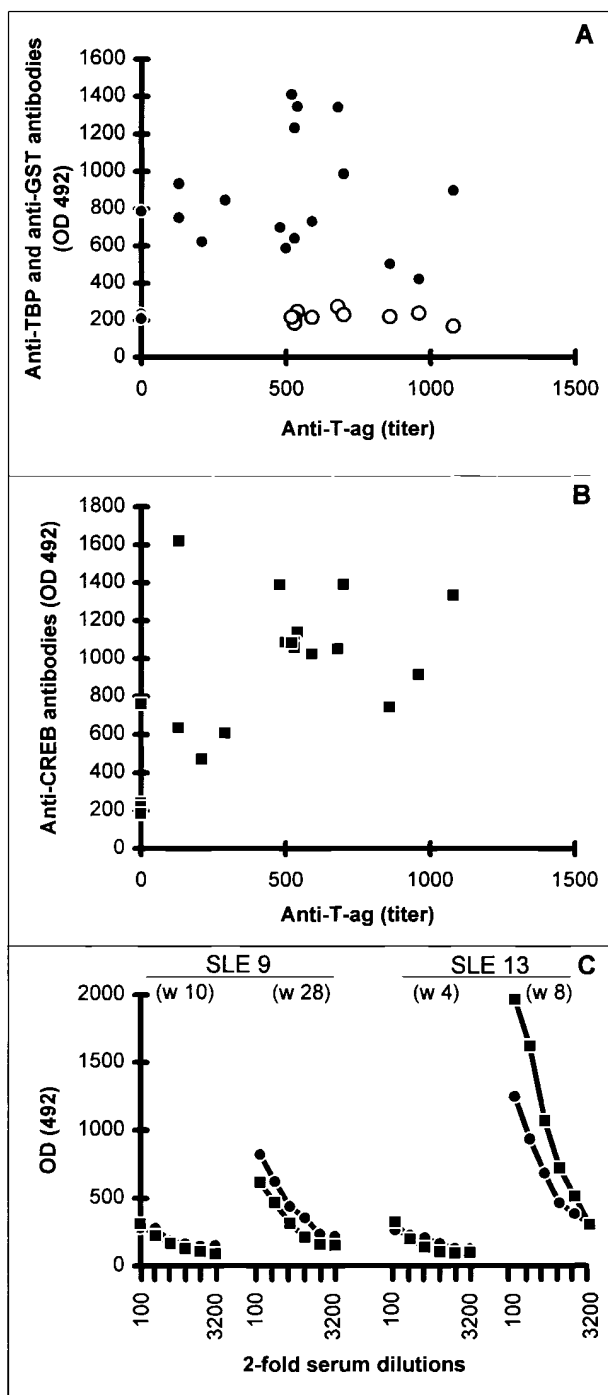 A
Anti-TBP and anti-GST antibodies
(OD 492)
1600
1400
1200
1000
800
600
400
200
0
0 500 1000 1500
Anti-T-ag (titer)
B
Anti-CREB antibodies (OD 492)
1800
1600
1400
1200
1000
800
600
400
200
0
0 500 1000 1500
Anti-T-ag (titer)
SLE 9 SLE 13 C
(w 10) (w 28) (w 4) (w 8)
OD (492)
2000
1500
1000
500
0
100 3200 100 3200 100 3200 100 3200
2-fold serum dilutions